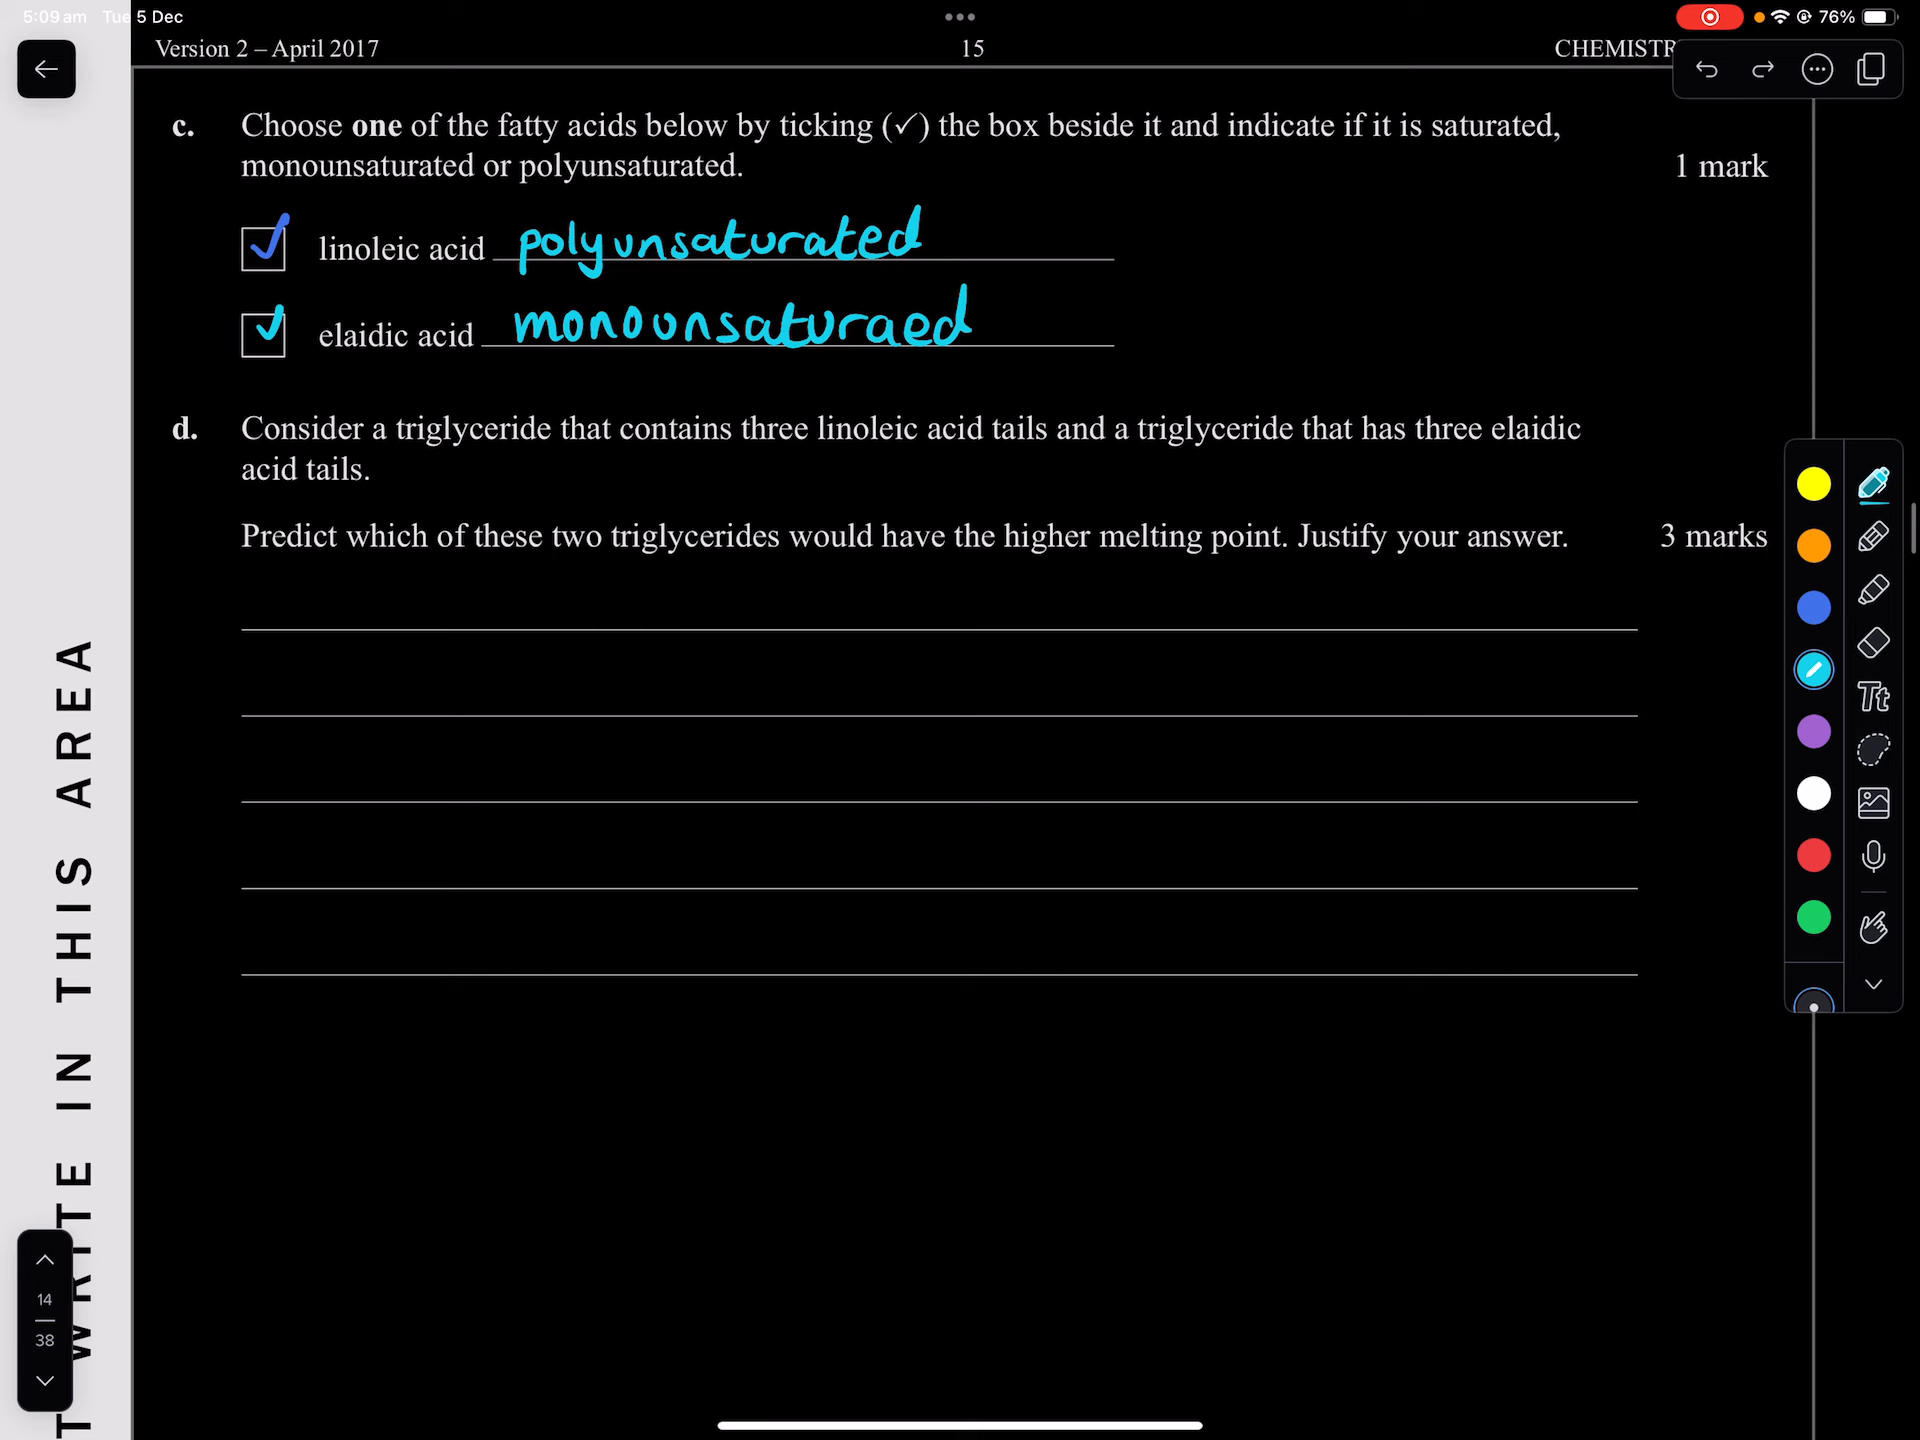 5:09 am Tue 5 Dec
76%
Version 2 – April 2017 15 CHEMISTR
c. Choose one of the fatty acids below by ticking (✓) the box beside it and indicate if it is saturated,
monounsaturated or polyunsaturated. 1 mark
linoleic acid polyunsaturated
elaidic acid monounsaturaed
d. Consider a triglyceride that contains three linoleic acid tails and a triglyceride that has three elaidic
acid tails.
Predict which of these two triglycerides would have the higher melting point. Justify your answer. 3 marks
T WRITE IN THIS AREA
Tt
14
38